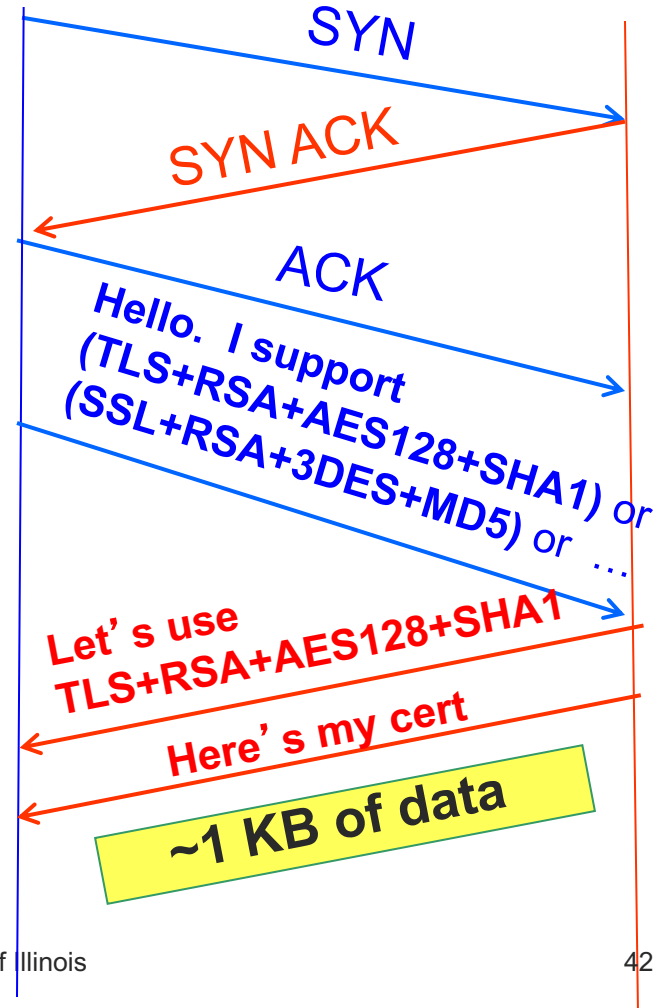 SYN
SYN ACK
ACK
Hello. I support
(TLS+RSA+AES128+SHA1) or
(SSL+RSA+3DES+MD5) or …
Let’s use
TLS+RSA+AES128+SHA1
Here’s my cert
~1 KB of data
f Illinois
42